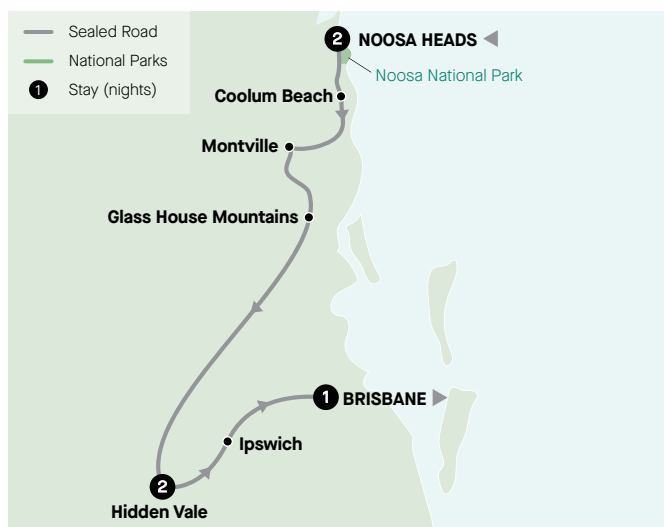 Sealed Road
National Parks
1 Stay (nights)
2 NOOSA HEADS
Noosa National Park
Coolum Beach
Montville
Glass House Mountains
1 BRISBANE
Ipswich
2
Hidden Vale